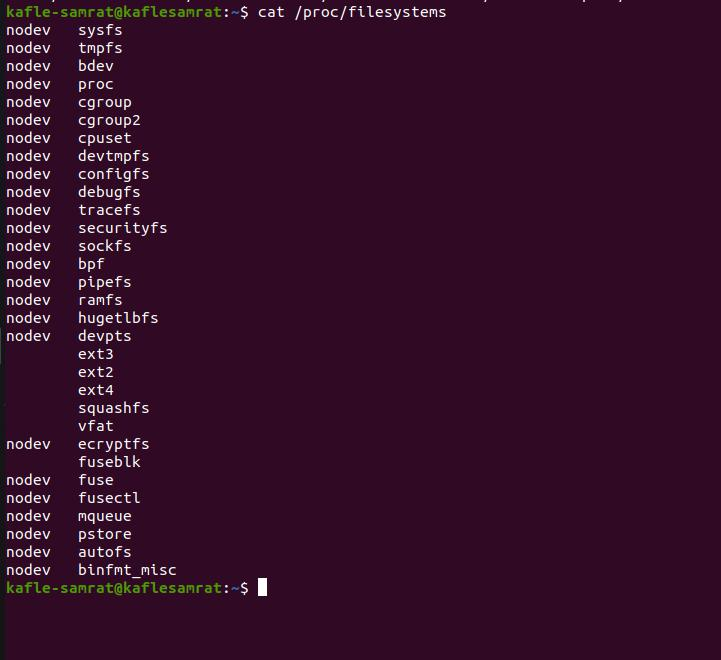 kafle-samrat@kaflesamrat:~$ cat /proc/filesystems
nodev   sysfs
nodev   tmpfs
nodev   bdev
nodev   proc
nodev   cgroup
nodev   cgroup2
nodev   cpuset
nodev   devtmpfs
nodev   configfs
nodev   debugfs
nodev   tracefs
nodev   securityfs
nodev   sockfs
nodev   bpf
nodev   pipefs
nodev   ramfs
nodev   hugetlbfs
nodev   devpts
        ext3
        ext2
        ext4
        squashfs
        vfat
nodev   ecryptfs
        fuseblk
nodev   fuse
nodev   fusectl
nodev   mqueue
nodev   pstore
nodev   autofs
nodev   binfmt_misc
kafle-samrat@kaflesamrat:~$